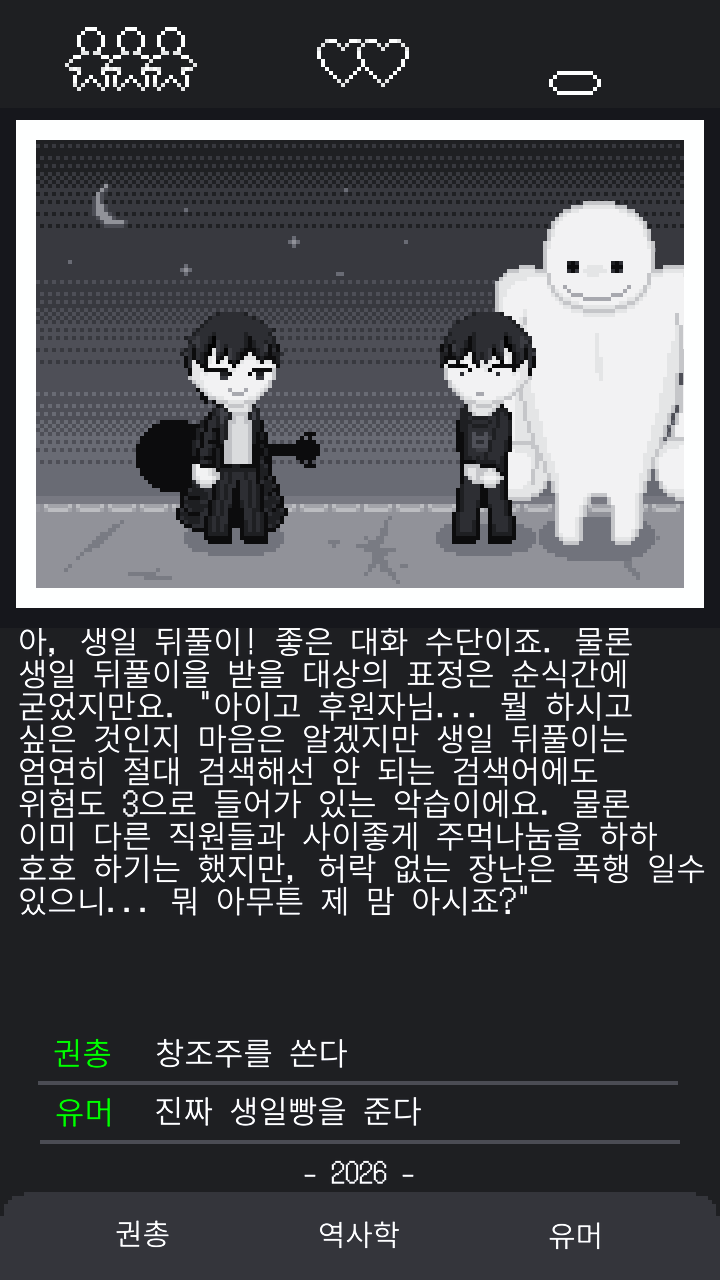 아, 생일 뒤풀이! 좋은 대화 수단이죠. 물론
생일 뒤풀이을 받을 대상의 표정은 순식간에
굳었지만요. "아이고 후원자님... 뭘 하시고
싶은 것인지 마음은 알겠지만 생일 뒤풀이는
엄연히 절대 검색해선 안 되는 검색어에도
위험도 3으로 들어가 있는 악습이에요. 물론
이미 다른 직원들과 사이좋게 주먹나눔을 하하
호호 하기는 했지만, 허락 없는 장난은 폭행 일수
있으니... 뭐 아무튼 제 맘 아시죠?"
권총 창조주를 쏜다
유머 진짜 생일빵을 준다
- 2026 -
권총 역사학 유머